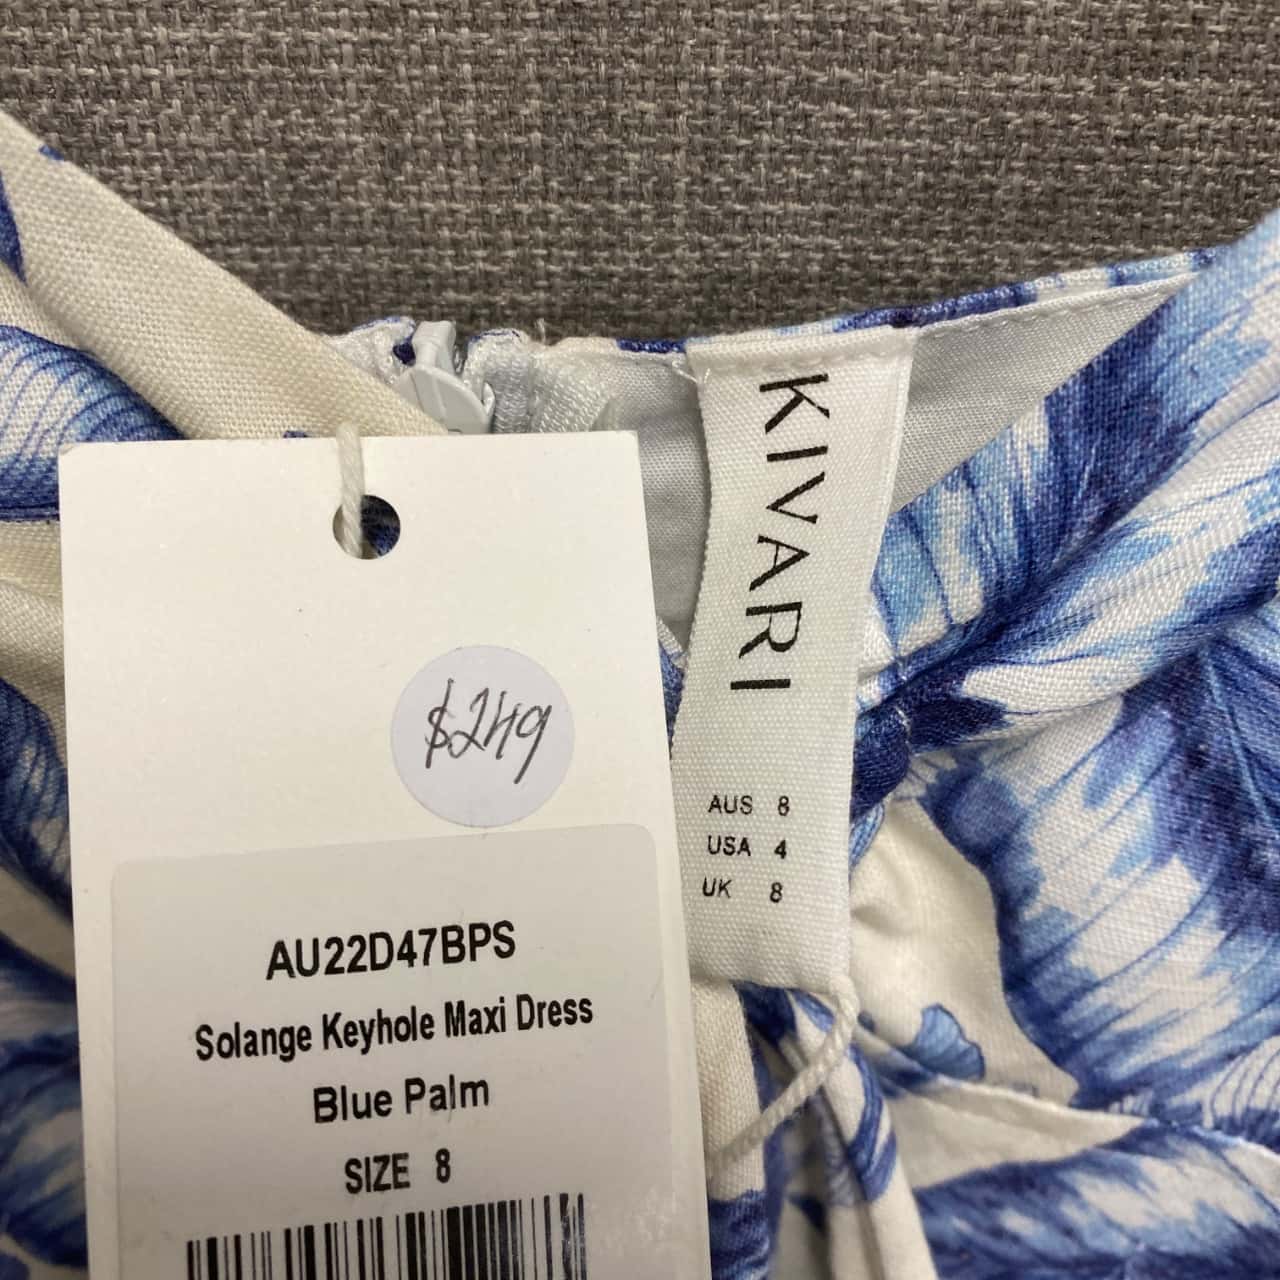 $249
AU22D47BPS
Solange Keyhole Maxi Dress
Blue Palm
SIZE 8
KIVARI
AUS 8
USA 4
UK 8